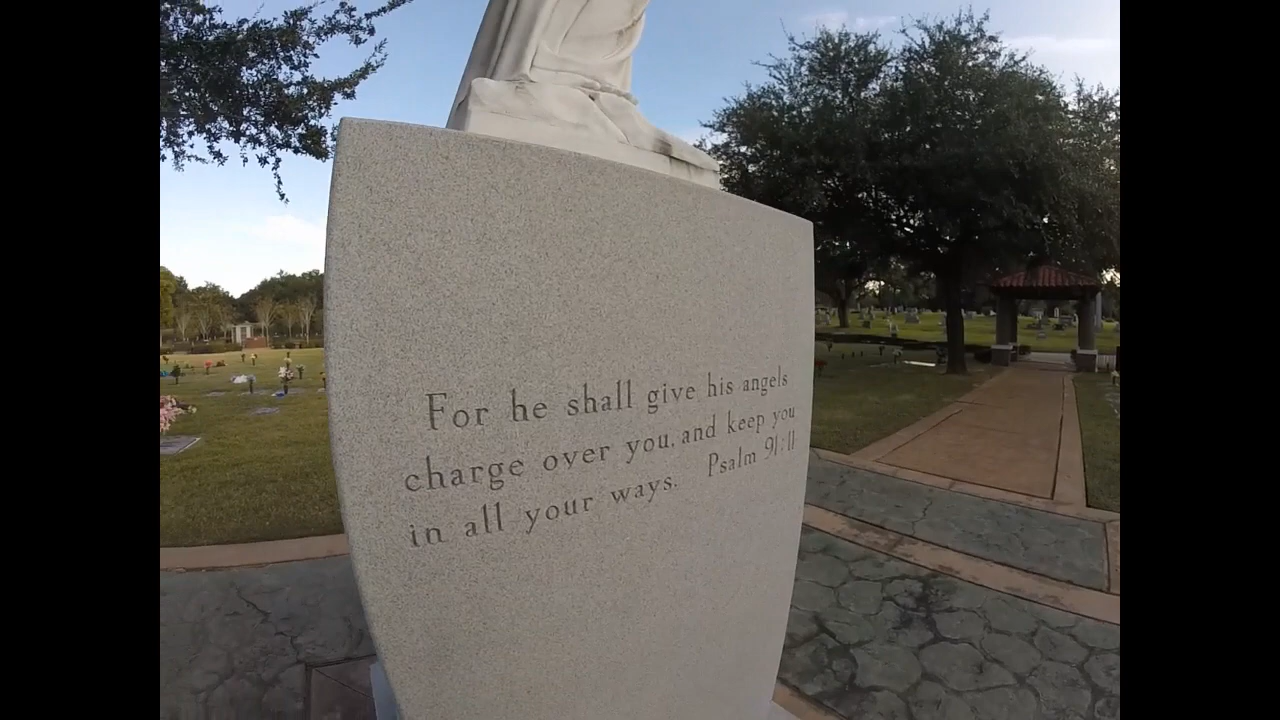 For he shall give his angels
charge over you, and keep you
in all your ways. Psalm 91:11